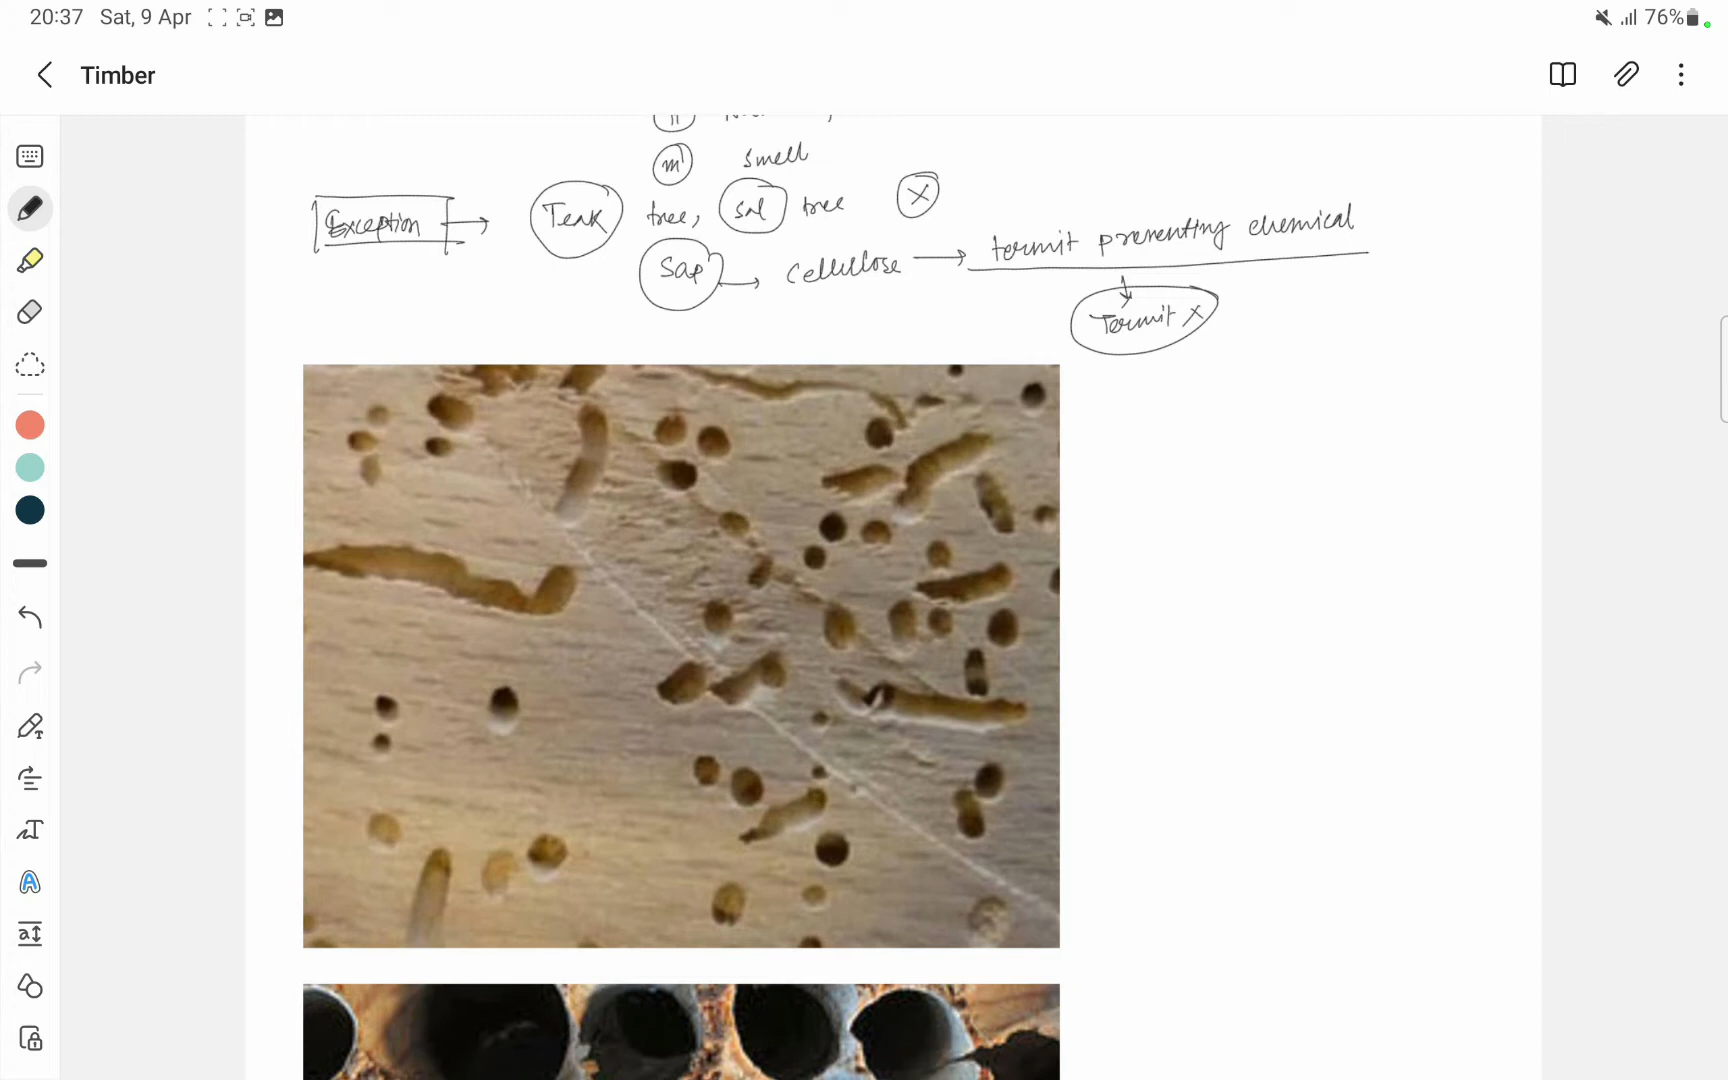 20:37 Sat, 9 Apr 76%
Timber
smell
Exception → Teak tree, Sal tree X
Sap → Cellulose → termit preventing chemical
Termit X